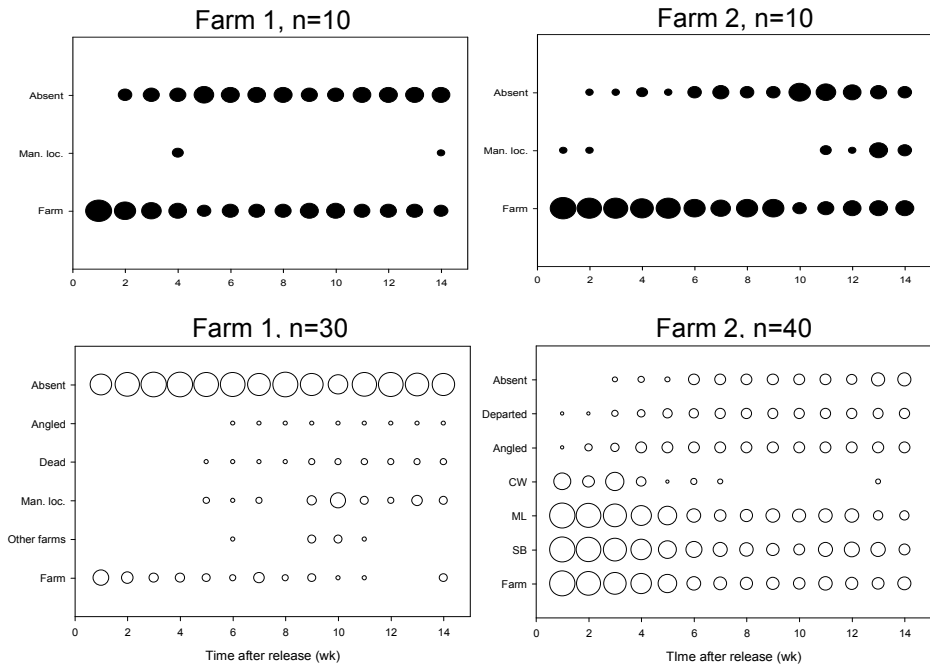 Farm 1, n=10
Absent
Man. loc.
Farm
0 2 4 6 8 10 12 14
Farm 2, n=10
Absent
Man. loc.
Farm
0 2 4 6 8 10 12 14
Farm 1, n=30
Absent
Angled
Dead
Man. loc.
Other farms
Farm
0 2 4 6 8 10 12 14
Time after release (wk)
Farm 2, n=40
Absent
Departed
Angled
CW
ML
SB
Farm
0 2 4 6 8 10 12 14
TIme after release (wk)